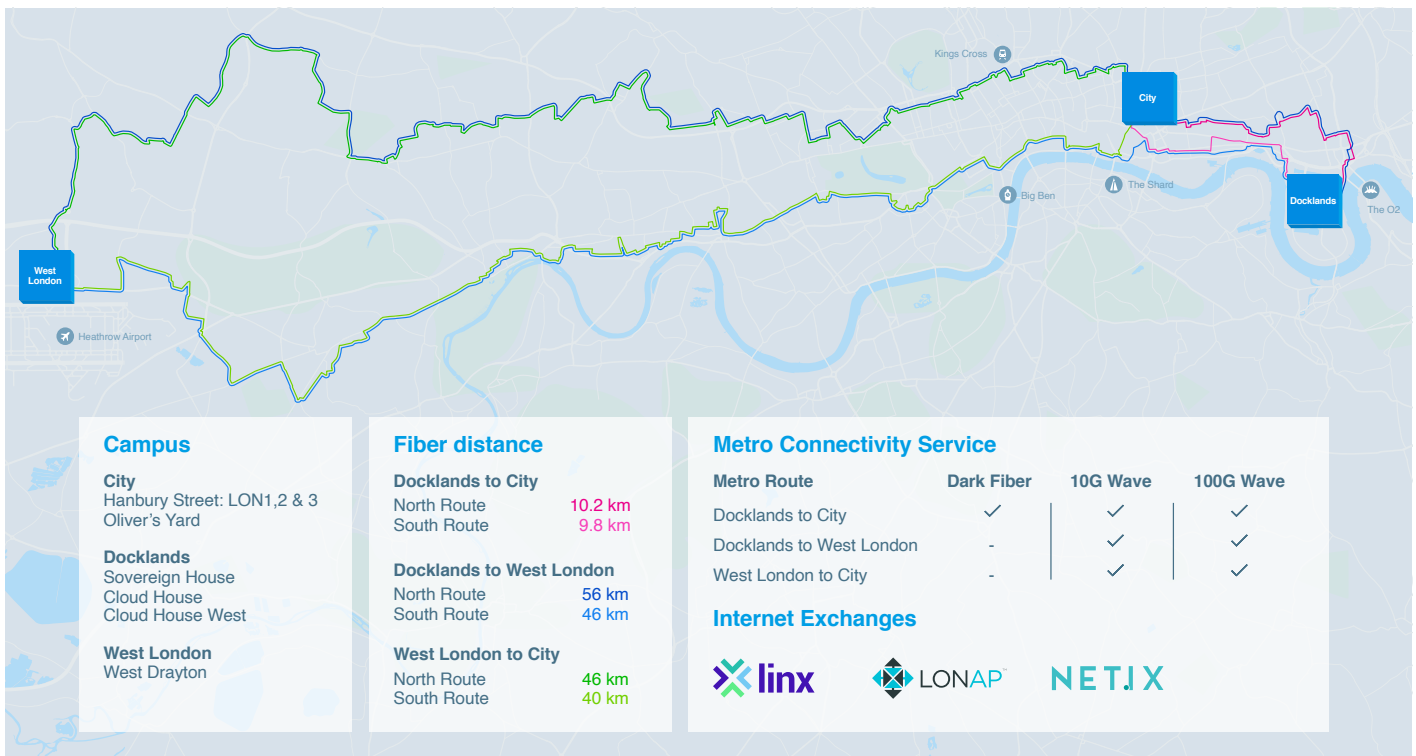 Kings Cross
City
The Shard
Big Ben
Docklands
The O2
West
London
Heathrow Airport
Campus
City
Hanbury Street: LON1,2 & 3
Oliver's Yard
Docklands
Sovereign House
Cloud House
Cloud House West
West London
West Drayton
Fiber distance
Docklands to City
North Route 10.2 km
South Route 9.8 km
Docklands to West London
North Route 56 km
South Route 46 km
West London to City
North Route 46 km
South Route 40 km
Metro Connectivity Service
Metro Route Dark Fiber 10G Wave 100G Wave
Docklands to City ✓ ✓ ✓
Docklands to West London - ✓ ✓
West London to City - ✓ ✓
Internet Exchanges
linx
LONAP™
NET.IX